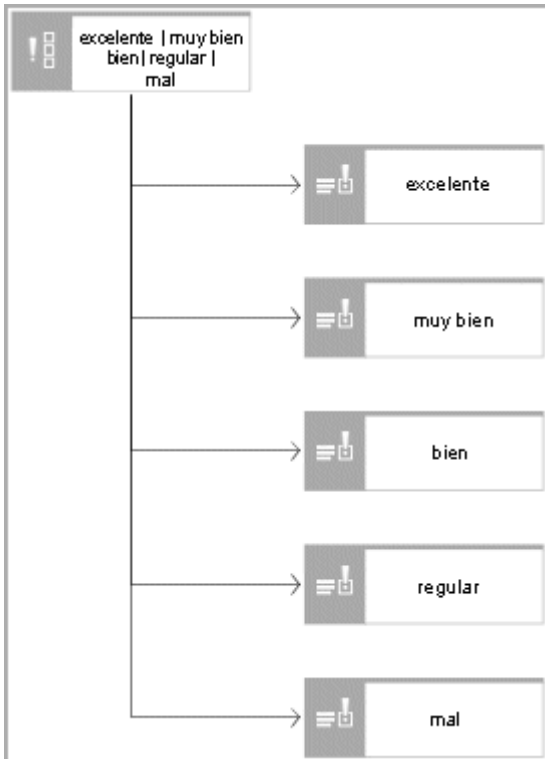 excelente | muy bien
bien | regular |
mal
excelente
muy bien
bien
regular
mal